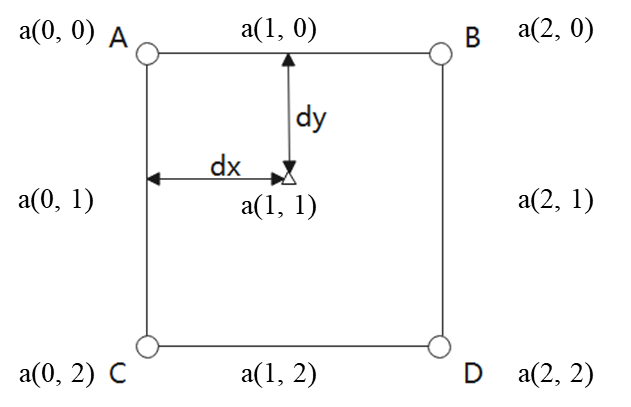 a(0, 0) A a(1, 0) B a(2, 0)
dy
dx
a(0, 1) a(1, 1) a(2, 1)
a(0, 2) C a(1, 2) D a(2, 2)